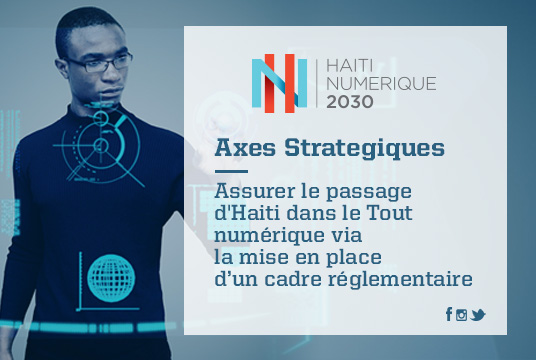 HAITI
NUMERIQUE
2030
Axes Strategiques
Assurer le passage
d'Haiti dans le Tout
numérique via
la mise en place
d’un cadre réglementaire